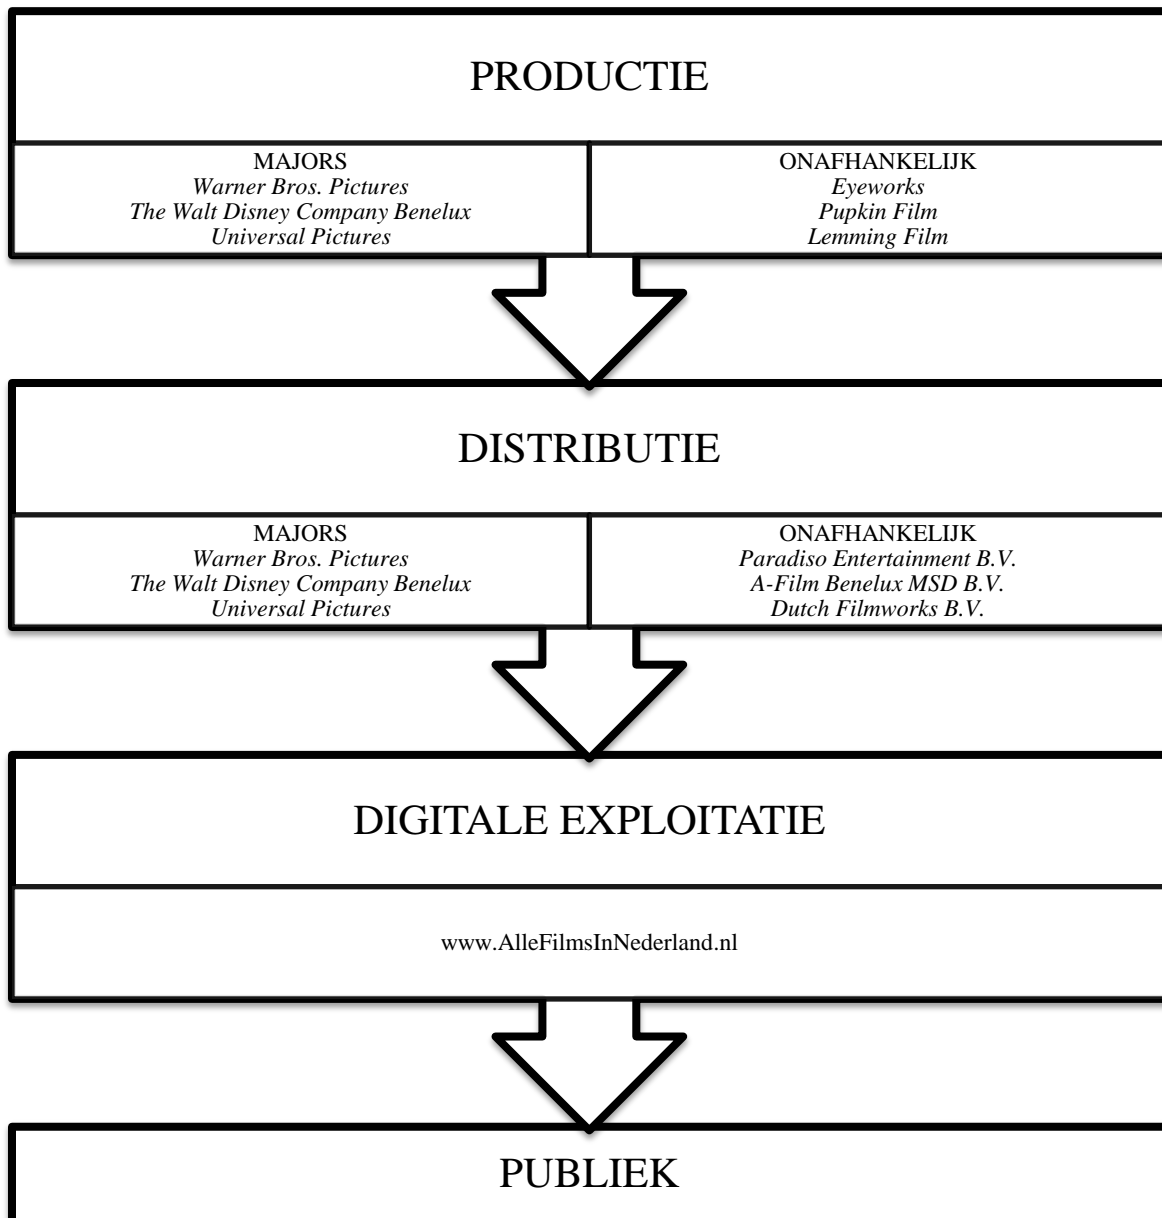 PRODUCTIE
MAJORS
Warner Bros. Pictures
The Walt Disney Company Benelux
Universal Pictures
ONAFHANKELIJK
Eyeworks
Pupkin Film
Lemming Film
DISTRIBUTIE
MAJORS
Warner Bros. Pictures
The Walt Disney Company Benelux
Universal Pictures
ONAFHANKELIJK
Paradiso Entertainment B.V.
A-Film Benelux MSD B.V.
Dutch Filmworks B.V.
DIGITALE EXPLOITATIE
www.AlleFilmsInNederland.nl
PUBLIEK